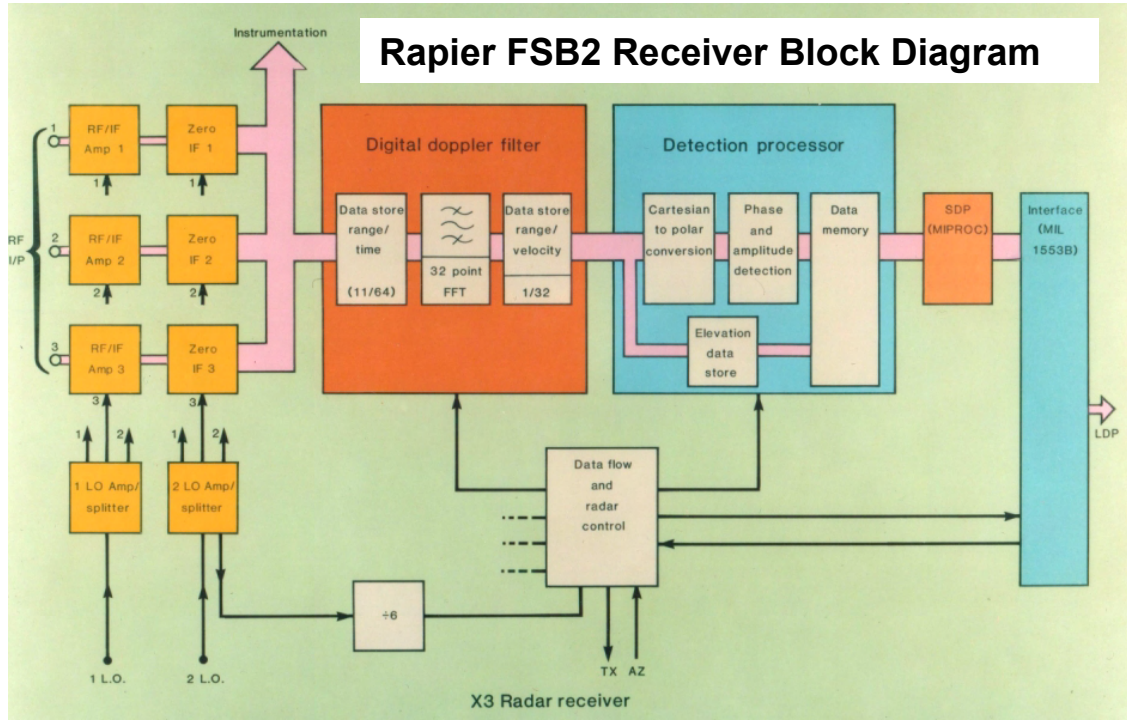 Rapier FSB2 Receiver Block Diagram
Instrumentation
RF
I/P
1
RF/IF
Amp 1
1
Zero
IF 1
1
2
RF/IF
Amp 2
2
Zero
IF 2
2
3
RF/IF
Amp 3
3
Zero
IF 3
3
Digital doppler filter
Data store
range/
time
(11/64)
32 point
FFT
Data store
range/
velocity
1/32
Detection processor
Cartesian
to polar
conversion
Phase
and
amplitude
detection
Data
memory
Elevation
data
store
SDP
(MIPROC)
Interface
(MIL
1553B)
LDP
1
2
1 LO Amp/
splitter
1
2
2 LO Amp/
splitter
Data flow
and
radar
control
÷6
1 L.O.
2 L.O.
TX
AZ
X3 Radar receiver